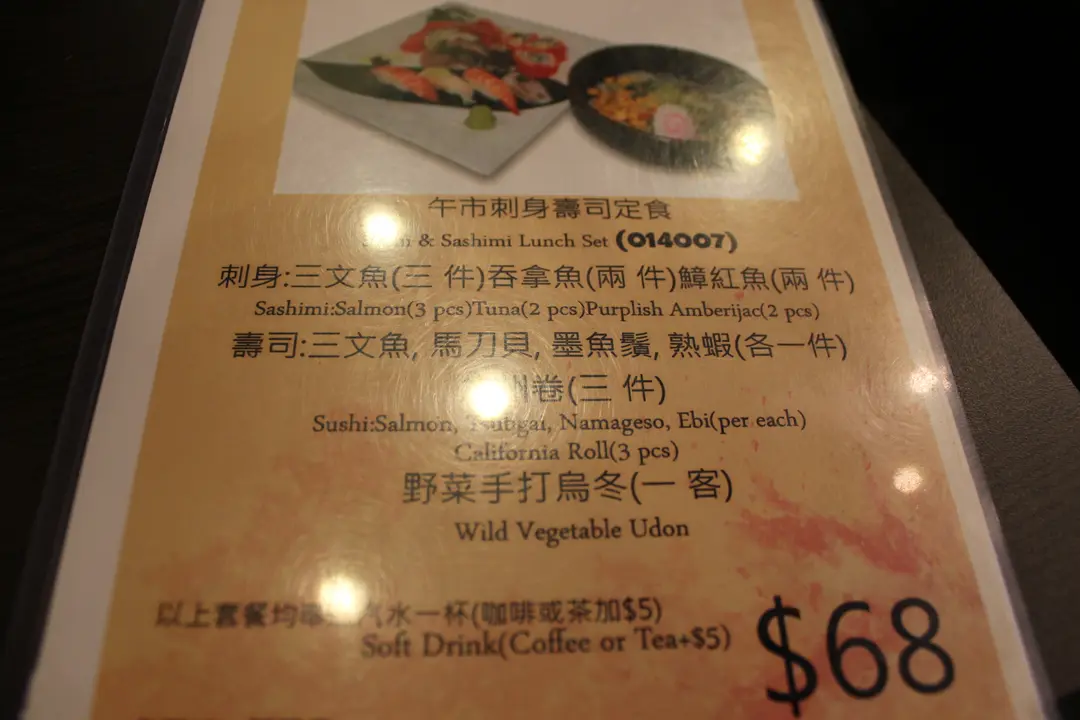 午市刺身壽司定食
& Sashimi Lunch Set (014007)
刺身:三文魚(三 件)吞拿魚(兩 件)鱆紅魚(兩 件)
Sashimi:Salmon(3 pcs)Tuna(2 pcs)Purplish Amberijac(2 pcs)
壽司:三文魚, 馬刀貝, 墨魚鬚, 熟蝦(各一件)
卷(三 件)
Sushi:Salmon, Namageso, Ebi(per each)
California Roll(3 pcs)
野菜手打烏冬(一 客)
Wild Vegetable Udon
以上套餐均 汽水一杯(咖啡或茶加$5)
Soft Drink(Coffee or Tea+$5)
$68